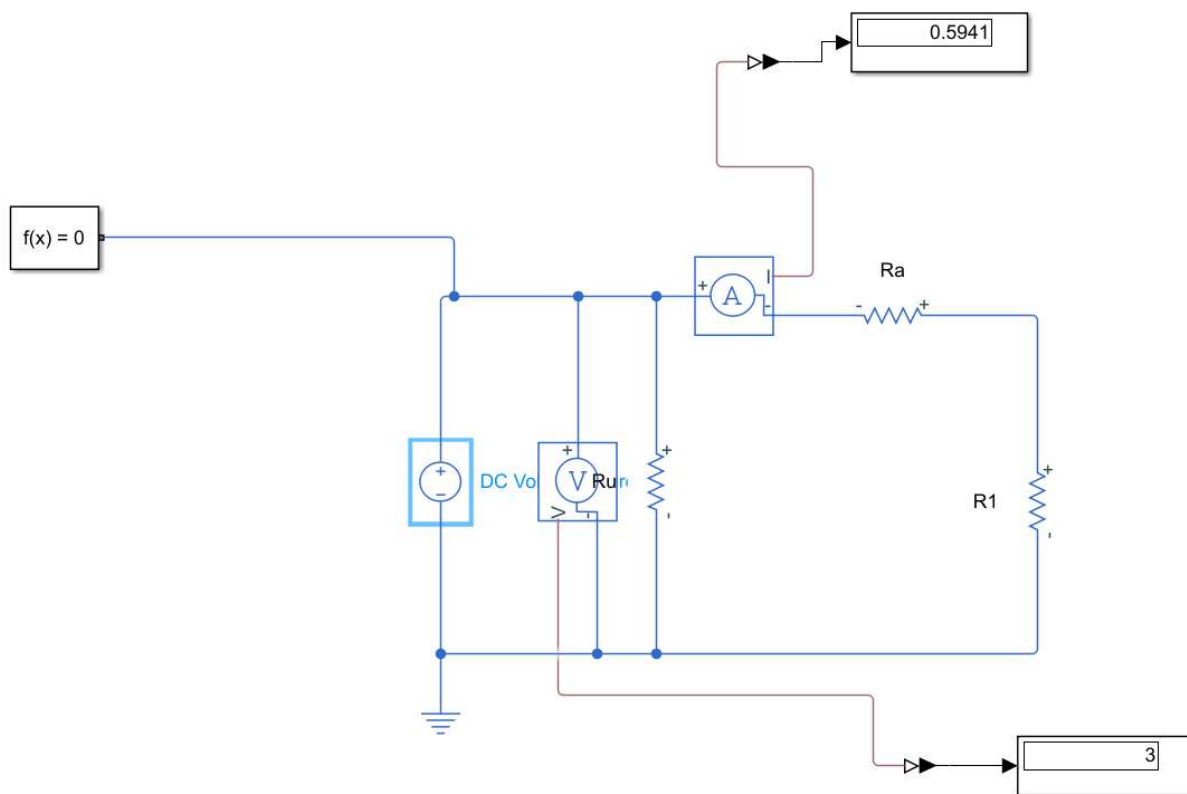 0.5941
f(x) = 0
+
I
A
-
Ra
-
+
+
+
+
-
DC Vo
V
Ru
V
-
+
-
R1
+
-
3